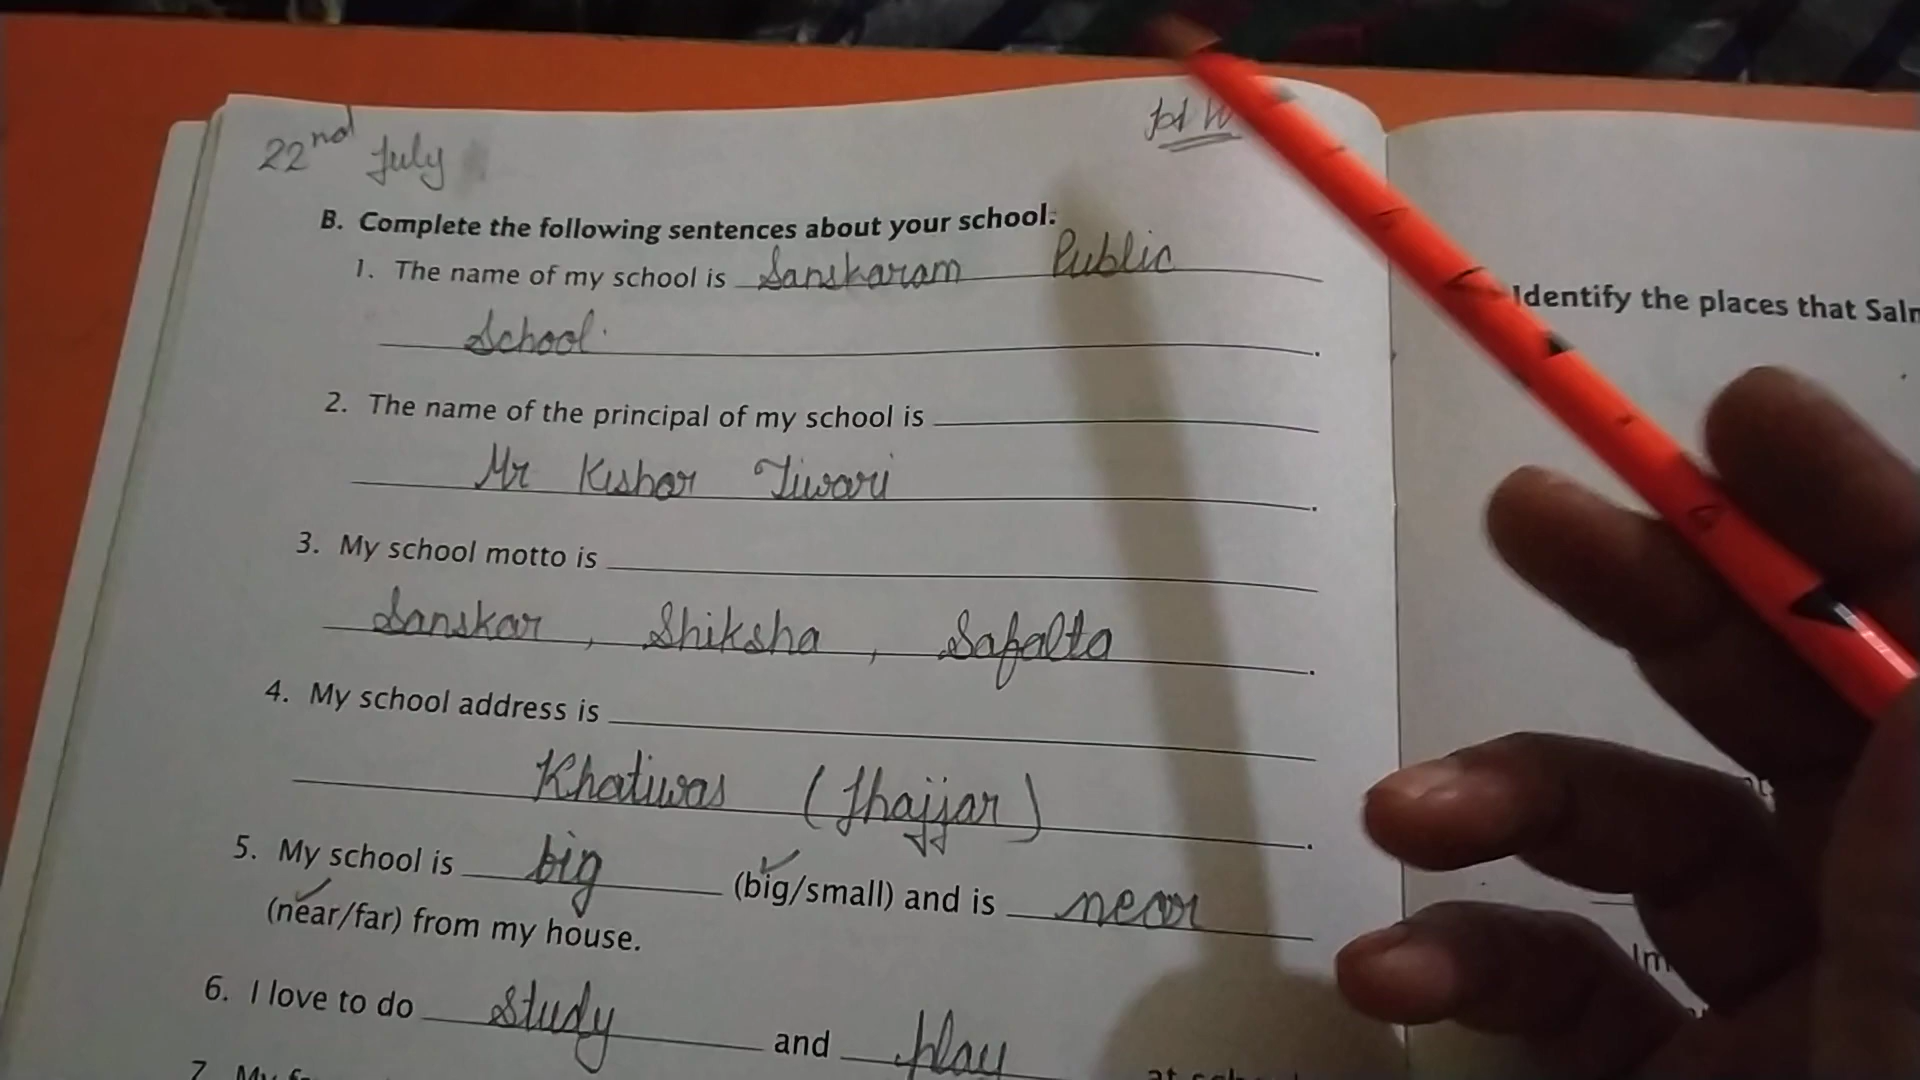 22nd July
B. Complete the following sentences about your school:
1. The name of my school is Sanskaram Public
School.
2. The name of the principal of my school is
Mr Kishor Tiwari
3. My school motto is
Sanskar, Shiksha, Safalta.
4. My school address is
Khatiwas (Jhajjar).
5. My school is big (big/small) and is near
(near/far) from my house.
6. I love to do study and play at
7. My
Identify the places that